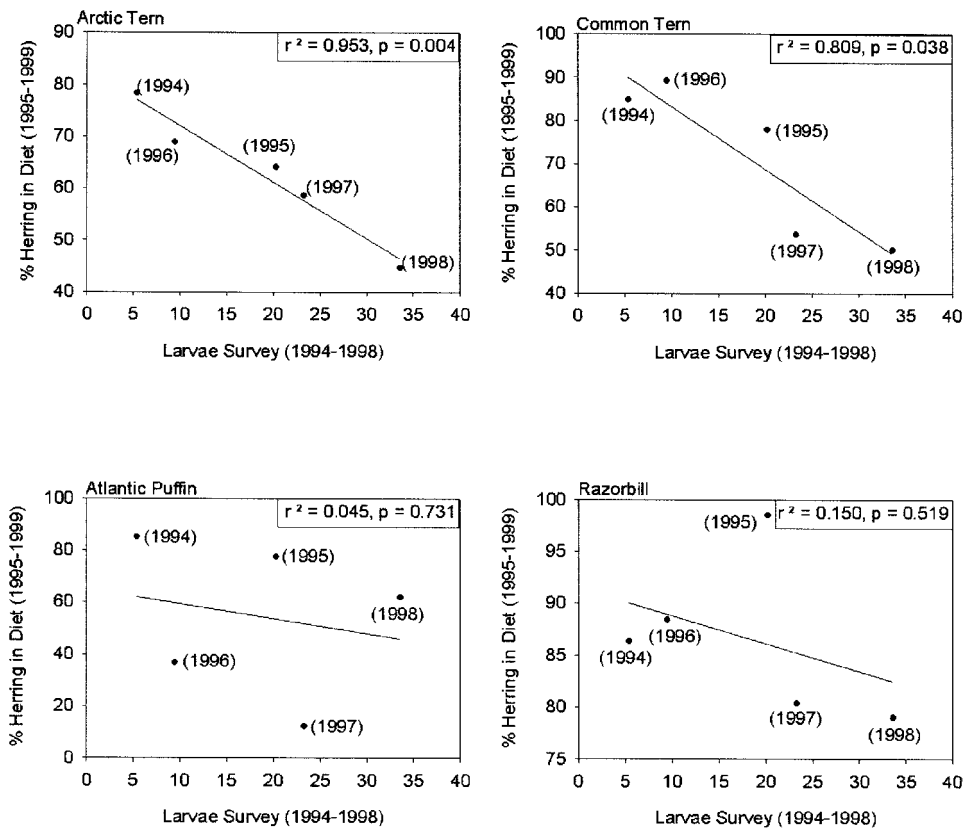 Arctic Tern
r² = 0.953, p = 0.004
% Herring in Diet (1995-1999)
90
80
70
60
50
40
(1994)
(1996)
(1995)
(1997)
(1998)
0 5 10 15 20 25 30 35 40
Larvae Survey (1994-1998)
Common Tern
r² = 0.809, p = 0.038
% Herring in Diet (1995-1999)
100
90
80
70
60
50
40
(1996)
(1994)
(1995)
(1997)
(1998)
0 5 10 15 20 25 30 35 40
Larvae Survey (1994-1998)
Atlantic Puffin
r² = 0.045, p = 0.731
% Herring in Diet (1995-1999)
100
80
60
40
20
0
(1994)
(1995)
(1998)
(1996)
(1997)
0 5 10 15 20 25 30 35 40
Larvae Survey (1994-1998)
Razorbill
r² = 0.150, p = 0.519
% Herring in Diet (1995-1999)
100
95
90
85
80
75
(1995)
(1996)
(1994)
(1997)
(1998)
0 5 10 15 20 25 30 35 40
Larvae Survey (1994-1998)